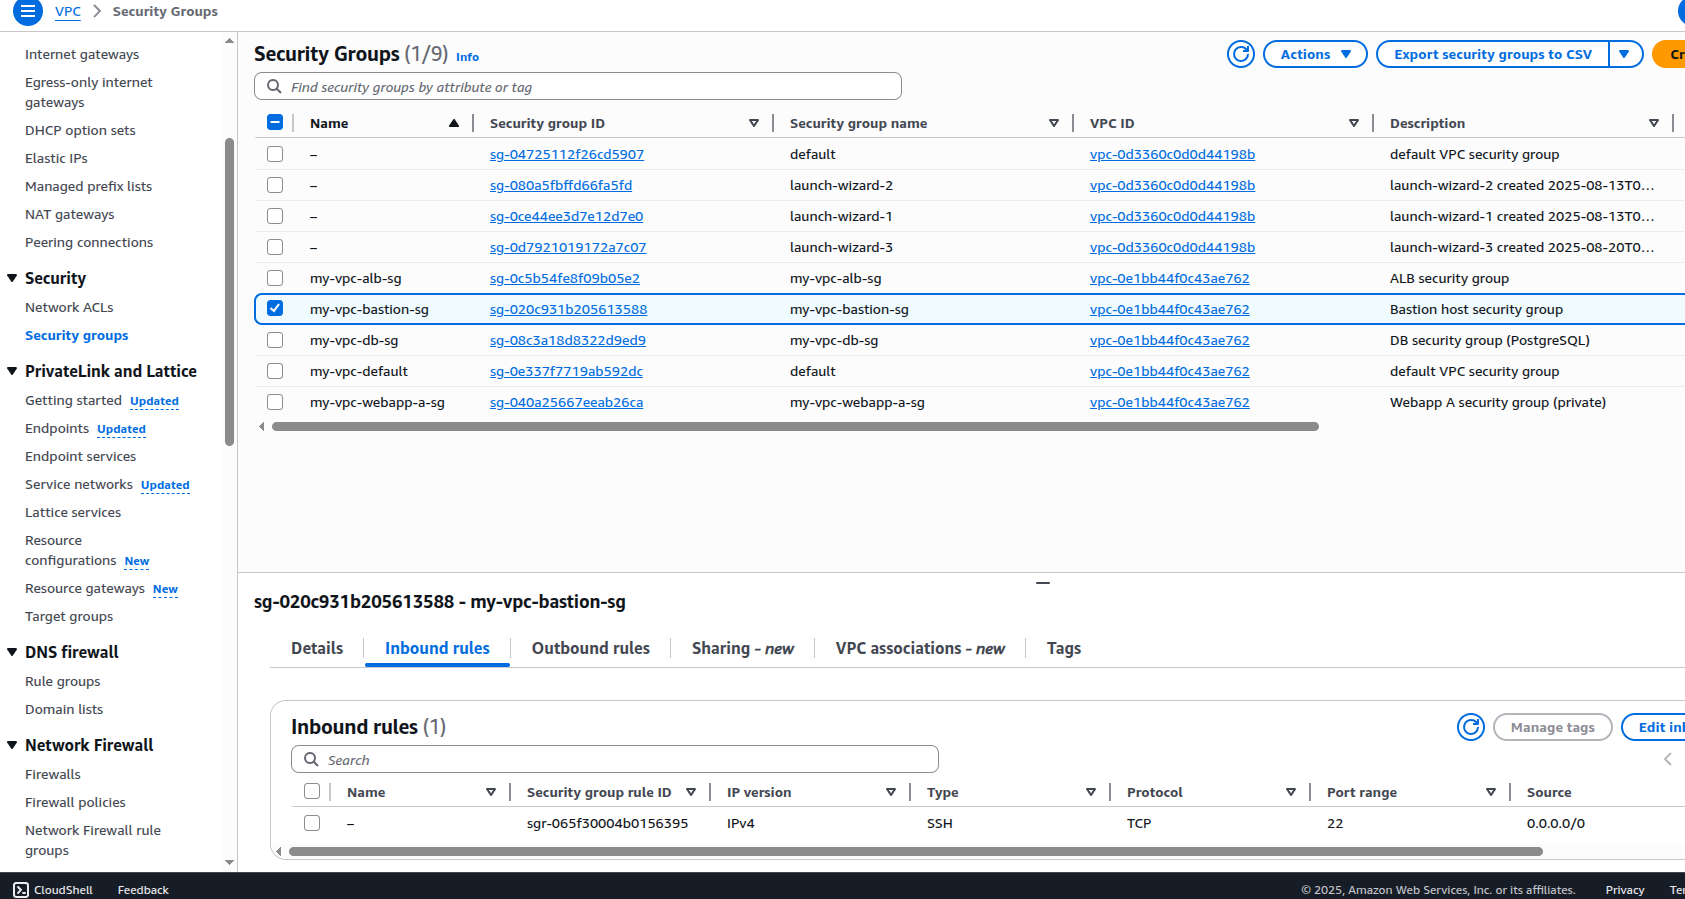 VPC > Security Groups
Internet gateways
Egress-only internet
gateways
DHCP option sets
Elastic IPs
Managed prefix lists
NAT gateways
Peering connections
Security
Network ACLs
Security groups
PrivateLink and Lattice
Getting started Updated
Endpoints Updated
Endpoint services
Service networks Updated
Lattice services
Resource
configurations New
Resource gateways New
Target groups
DNS firewall
Rule groups
Domain lists
Network Firewall
Firewalls
Firewall policies
Network Firewall rule
groups
Security Groups (1/9) Info
Actions Export security groups to CSV Cr
Find security groups by attribute or tag
Name Security group ID Security group name VPC ID Description
– sg-04725112f26cd5907 default vpc-0d3360c0d0d44198b default VPC security group
– sg-080a5fbffd66fa5fd launch-wizard-2 vpc-0d3360c0d0d44198b launch-wizard-2 created 2025-08-13T0...
– sg-0ce44ee3d7e12d7e0 launch-wizard-1 vpc-0d3360c0d0d44198b launch-wizard-1 created 2025-08-13T0...
– sg-0d7921019172a7c07 launch-wizard-3 vpc-0d3360c0d0d44198b launch-wizard-3 created 2025-08-20T0...
my-vpc-alb-sg sg-0c5b54fe8f09b05e2 my-vpc-alb-sg vpc-0e1bb44f0c43ae762 ALB security group
my-vpc-bastion-sg sg-020c931b205613588 my-vpc-bastion-sg vpc-0e1bb44f0c43ae762 Bastion host security group
my-vpc-db-sg sg-08c3a18d8322d9ed9 my-vpc-db-sg vpc-0e1bb44f0c43ae762 DB security group (PostgreSQL)
my-vpc-default sg-0e337f7719ab592dc default vpc-0e1bb44f0c43ae762 default VPC security group
my-vpc-webapp-a-sg sg-040a25667eeab26ca my-vpc-webapp-a-sg vpc-0e1bb44f0c43ae762 Webapp A security group (private)
sg-020c931b205613588 - my-vpc-bastion-sg
Details Inbound rules Outbound rules Sharing – new VPC associations – new Tags
Inbound rules (1)
Manage tags Edit inl
Search
Name Security group rule ID IP version Type Protocol Port range Source
– sgr-065f30004b0156395 IPv4 SSH TCP 22 0.0.0.0/0
CloudShell Feedback © 2025, Amazon Web Services, Inc. or its affiliates. Privacy Ter